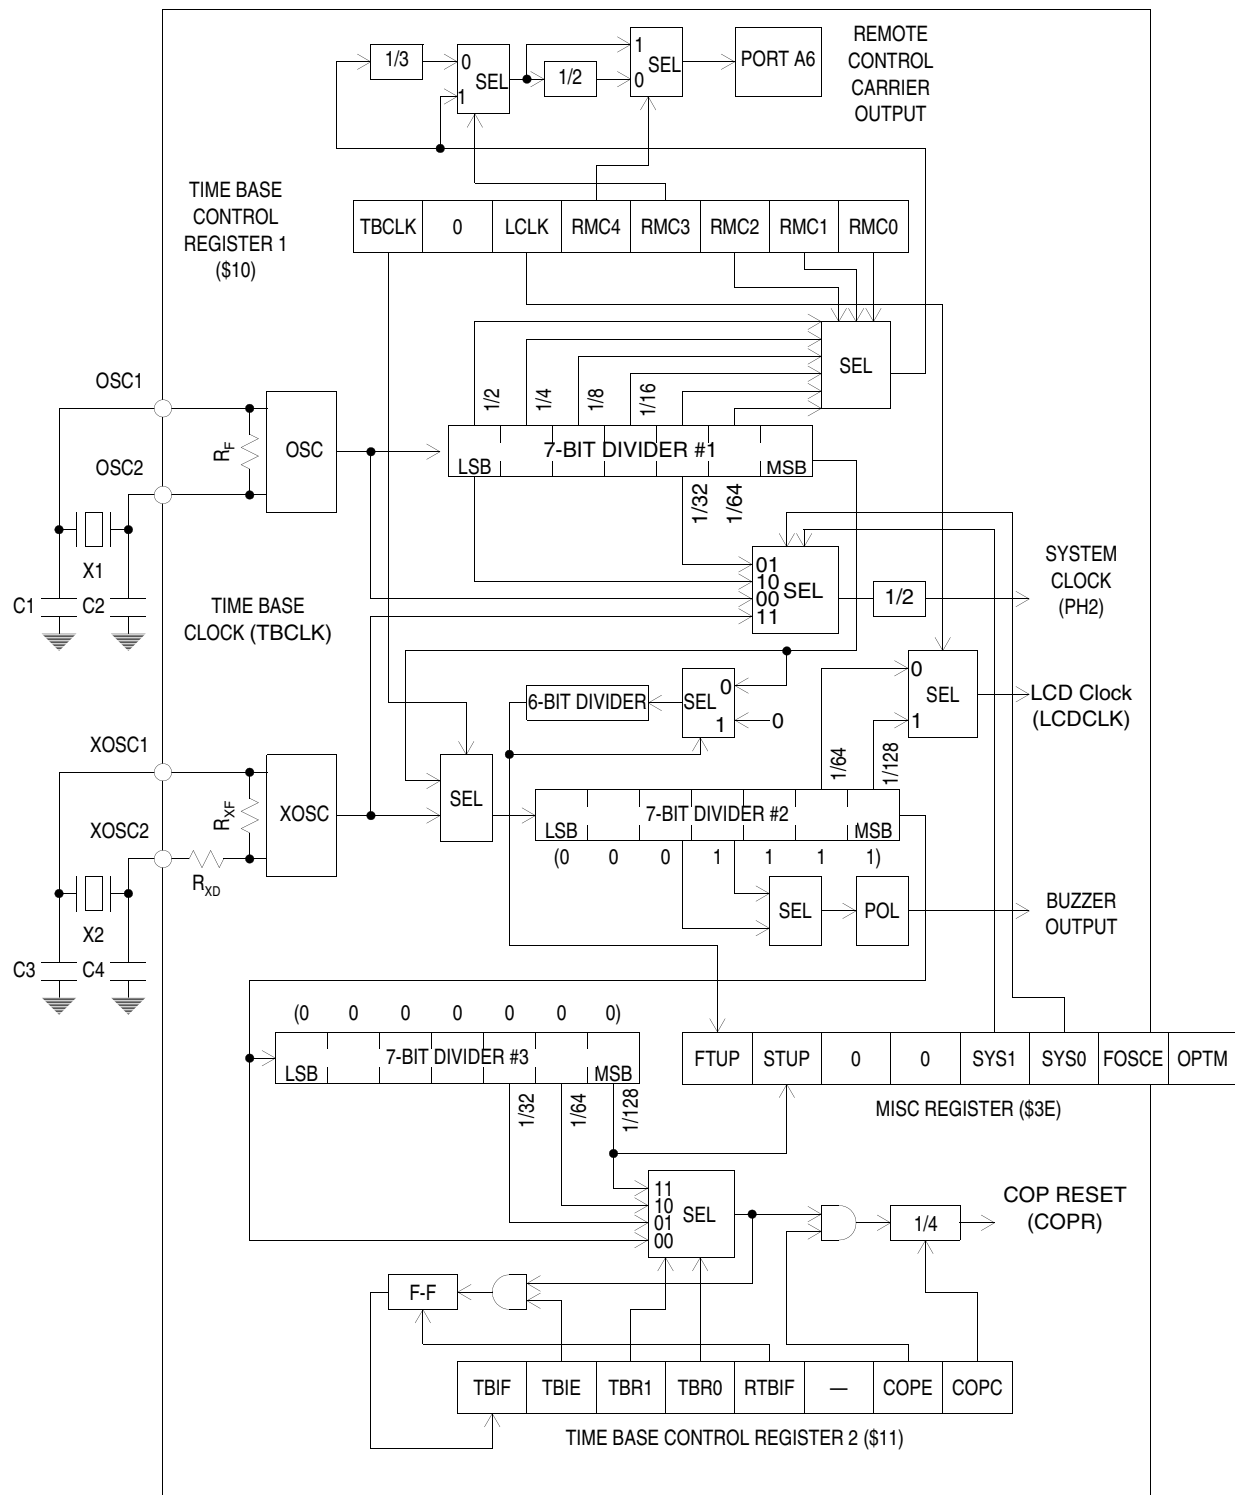 1/3
0
SEL
1
1
SEL
0
1/2
PORT A6
REMOTE
CONTROL
CARRIER
OUTPUT
TIME BASE
CONTROL
REGISTER 1
($10)
TBCLK 0 LCLK RMC4 RMC3 RMC2 RMC1 RMC0
SEL
1/2
1/4
1/8
1/16
OSC1
RF
OSC
OSC2
7-BIT DIVIDER #1
LSB
MSB
1/32
1/64
X1
C1
C2
01
10
00
11
SEL
1/2
SYSTEM
CLOCK
(PH2)
TIME BASE
CLOCK (TBCLK)
0
SEL
1
LCD Clock
(LCDCLK)
6-BIT DIVIDER
SEL
0
1
0
1/64
1/128
XOSC1
RXF
XOSC
XOSC2
RXD
SEL
7-BIT DIVIDER #2
LSB
MSB
(0 0 0 1 1 1 1)
X2
C3
C4
SEL
POL
BUZZER
OUTPUT
(0 0 0 0 0 0 0)
7-BIT DIVIDER #3
LSB
MSB
1/32
1/64
1/128
FTUP STUP 0 0 SYS1 SYS0 FOSCE OPTM
MISC REGISTER ($3E)
11
10
01
00
SEL
1/4
COP RESET
(COPR)
F-F
TBIF TBIE TBR1 TBR0 RTBIF — COPE COPC
TIME BASE CONTROL REGISTER 2 ($11)